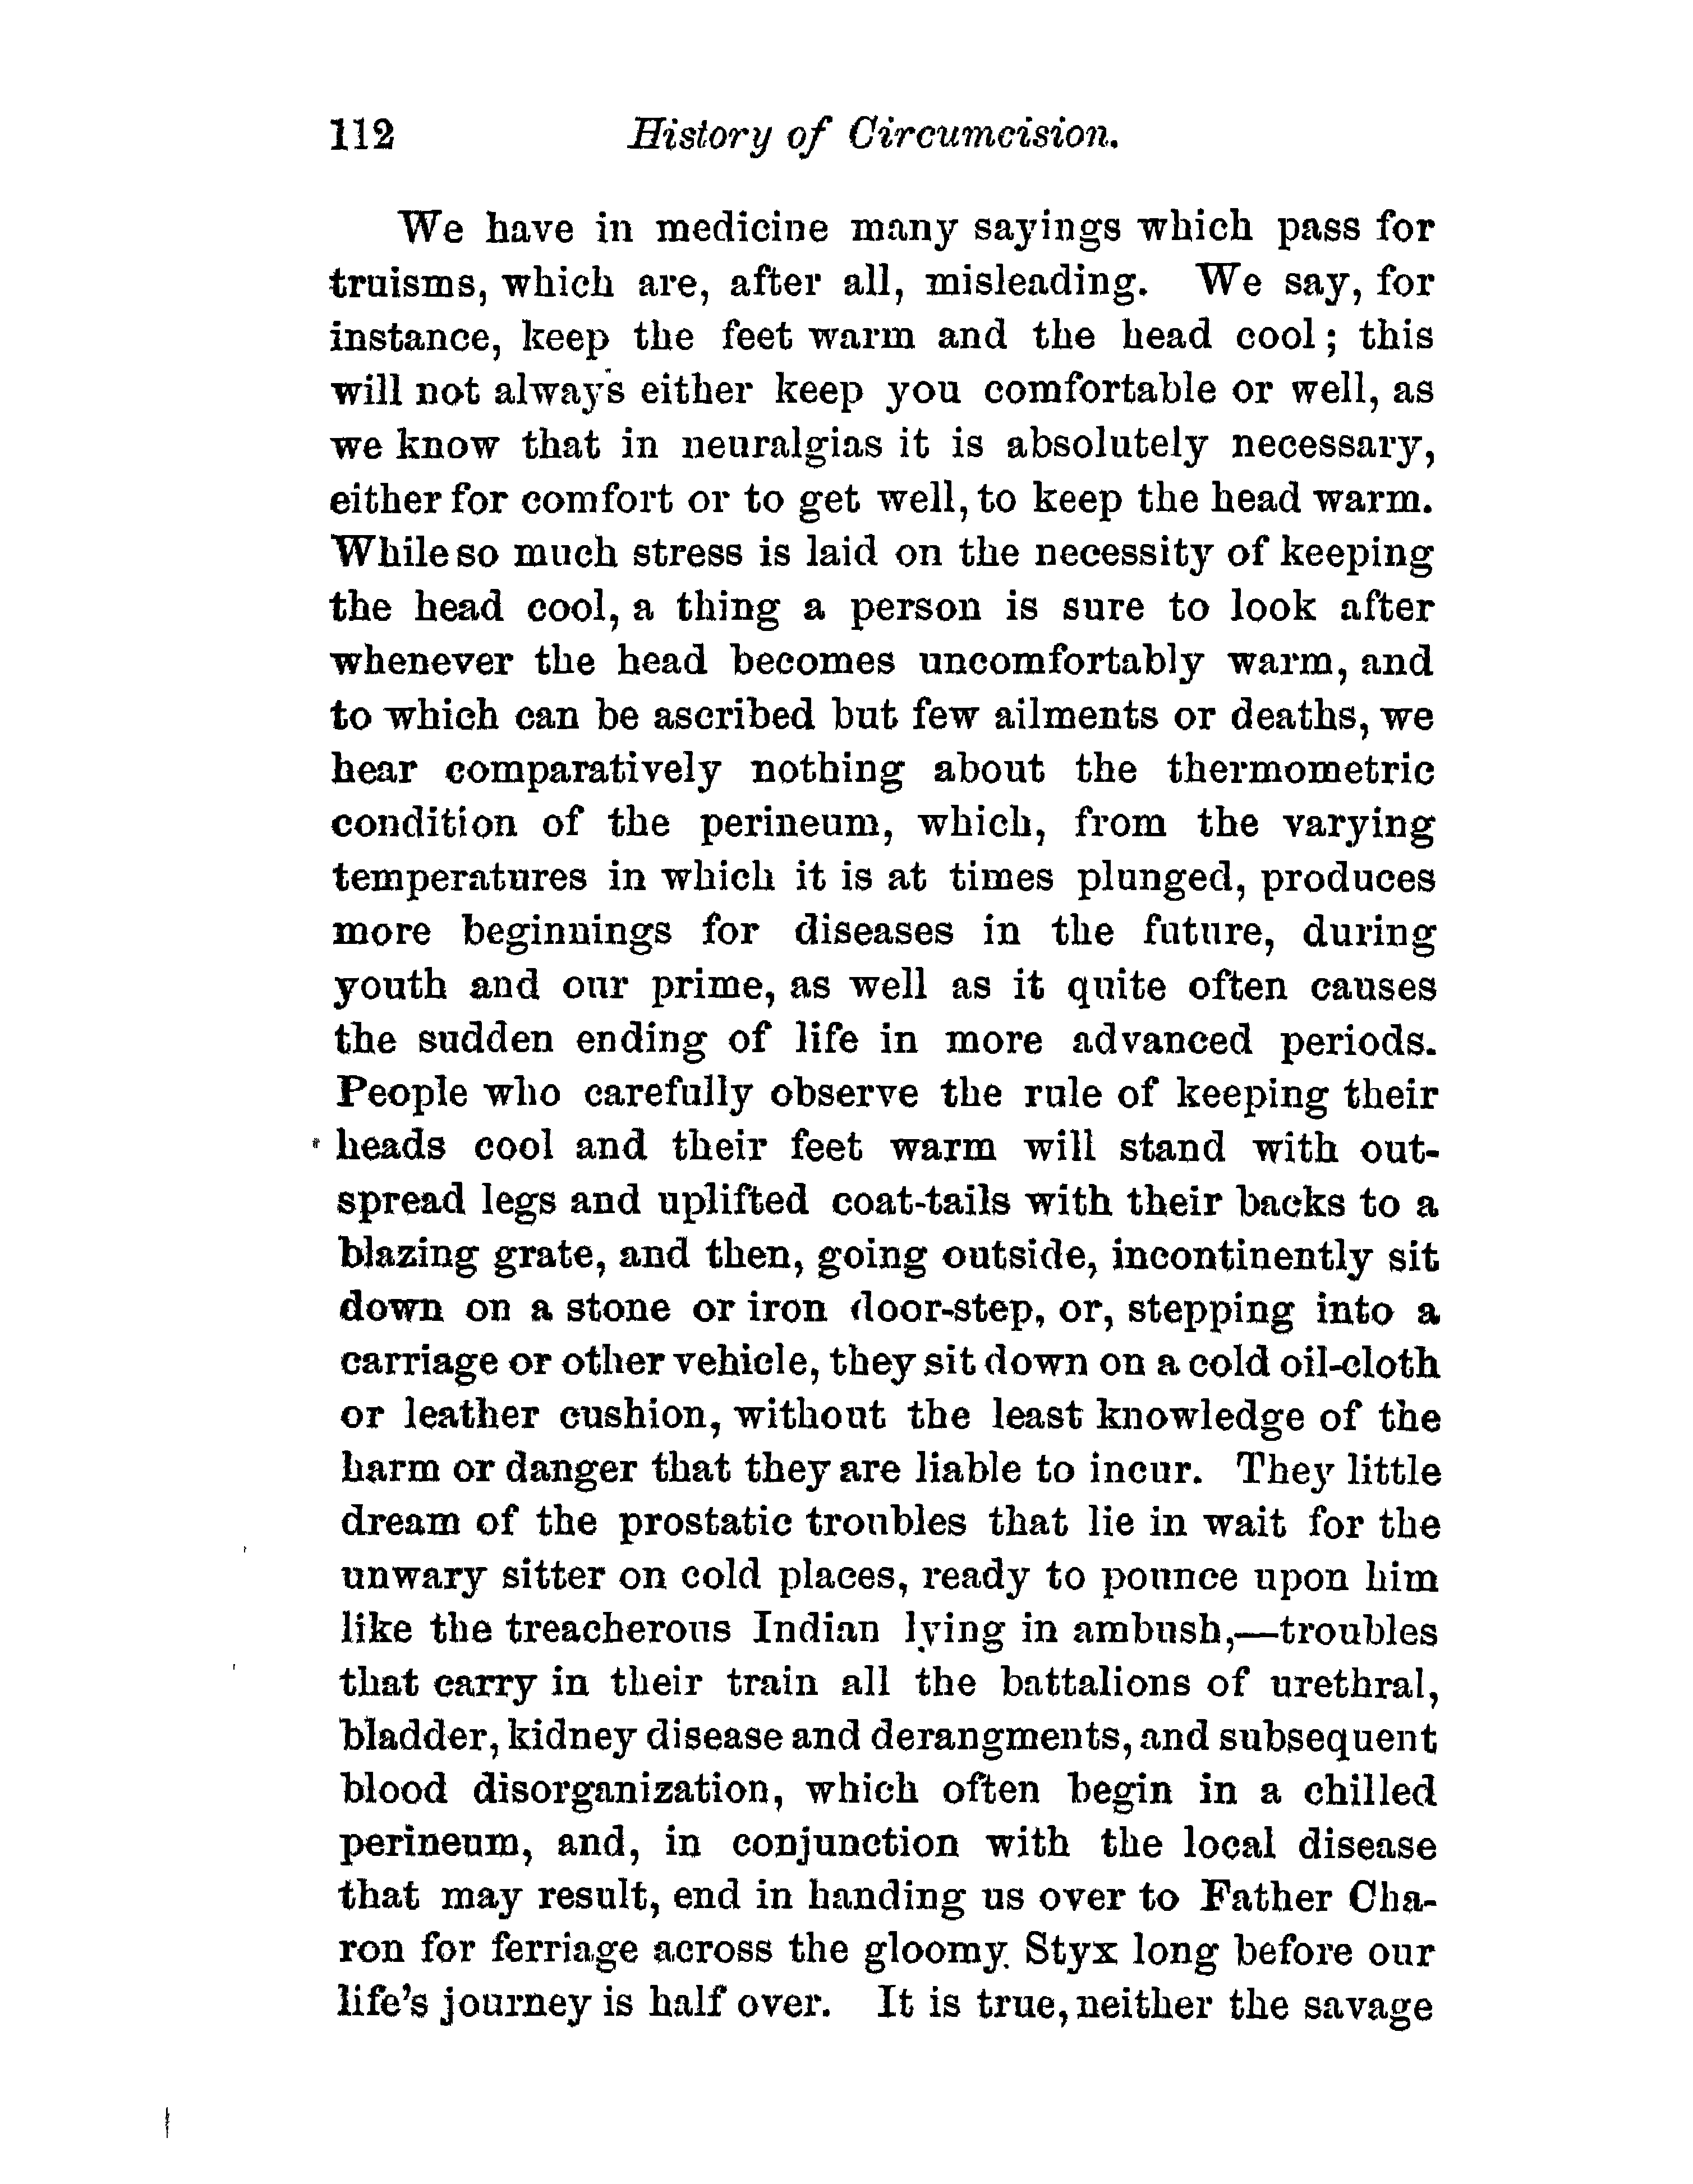 112 History of Circumcision.
We have in medicine many sayings which pass for
truisms, which are, after all, misleading. We say, for
instance, keep the feet warm and the head cool; this
will not always either keep you comfortable or well, as
we know that in neuralgias it is absolutely necessary,
either for comfort or to get well, to keep the head warm.
While so much stress is laid on the necessity of keeping
the head cool, a thing a person is sure to look after
whenever the head becomes uncomfortably warm, and
to which can be ascribed but few ailments or deaths, we
hear comparatively nothing about the thermometric
condition of the perineum, which, from the varying
temperatures in which it is at times plunged, produces
more beginnings for diseases in the future, during
youth and our prime, as well as it quite often causes
the sudden ending of life in more advanced periods.
People who carefully observe the rule of keeping their
heads cool and their feet warm will stand with out-
spread legs and uplifted coat-tails with their backs to a
blazing grate, and then, going outside, incontinently sit
down on a stone or iron door-step, or, stepping into a
carriage or other vehicle, they sit down on a cold oil-cloth
or leather cushion, without the least knowledge of the
harm or danger that they are liable to incur. They little
dream of the prostatic troubles that lie in wait for the
unwary sitter on cold places, ready to pounce upon him
like the treacherous Indian lying in ambush,—troubles
that carry in their train all the battalions of urethral,
bladder, kidney disease and derangments, and subsequent
blood disorganization, which often begin in a chilled
perineum, and, in conjunction with the local disease
that may result, end in handing us over to Father Cha-
ron for ferriage across the gloomy Styx long before our
life's journey is half over. It is true, neither the savage